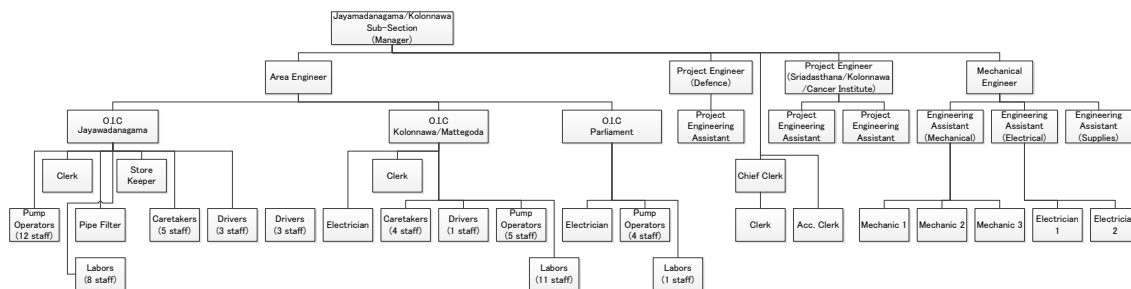 Jayamadanagama/Kolonnawa
Sub-Section
(Manager)
Area Engineer
Project Engineer
(Defence)
Project Engineer
(Sriadasthana/Kolonnawa
/Cancer Institute)
Mechanical
Engineer
O.I.C
Jayawadanagama
O.I.C
Kolonnawa/Mattegoda
O.I.C
Parliament
Project
Engineering
Assistant
Project
Engineering
Assistant
Project
Engineering
Assistant
Engineering
Assistant
(Mechanical)
Engineering
Assistant
(Electrical)
Engineering
Assistant
(Supplies)
Clerk
Store
Keeper
Clerk
Chief Clerk
Pump
Operators
(12 staff)
Pipe Filter
Caretakers
(5 staff)
Drivers
(3 staff)
Drivers
(3 staff)
Electrician
Caretakers
(4 staff)
Drivers
(1 staff)
Pump
Operators
(5 staff)
Electrician
Pump
Operators
(4 staff)
Clerk
Acc. Clerk
Mechanic 1
Mechanic 2
Mechanic 3
Electrician
1
Electricia
2
Labors
(8 staff)
Labors
(11 staff)
Labors
(1 staff)